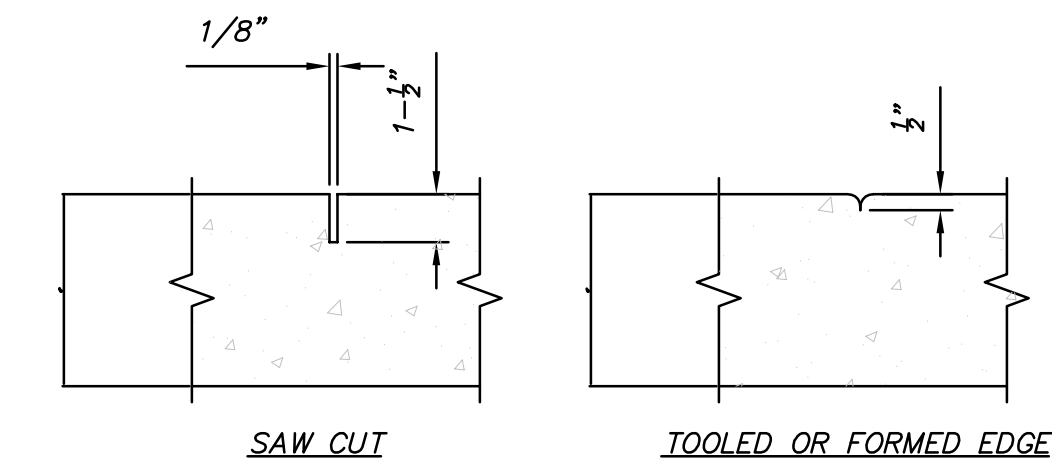 1/8"
1-1/2"
1/2"
SAW CUT
TOOLED OR FORMED EDGE